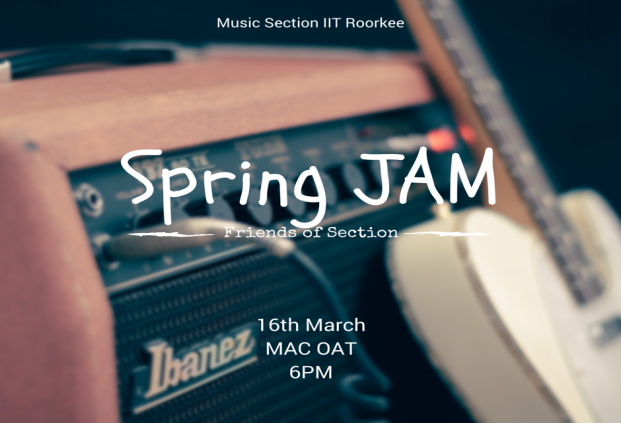 Music Section IIT Roorkee
Spring JAM
Friends of Section
Ibanez
16th March
MAC OAT
6PM